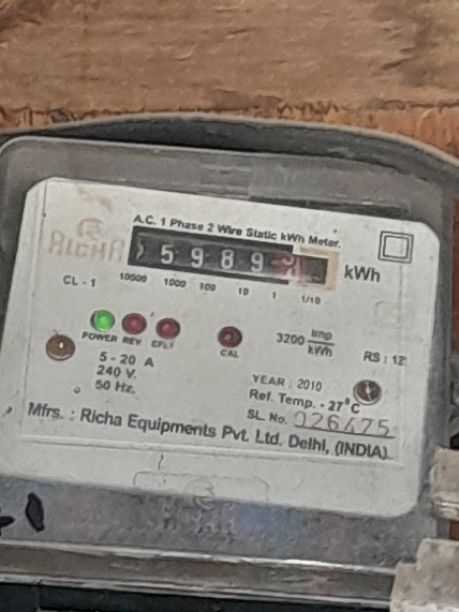 A.C. 1 Phase 2 Wire Static kWh Meter.
RICHA
5989
kWh
CL - 1
10000 1000 100 10 1 1/10
POWER REV. EFLT
CAL
3200 imp/kWh
RS : 12
5 - 20 A
240 V.
50 Hz.
YEAR : 2010
Ref. Temp. - 27°C
SL. No. 026475
Mfrs. : Richa Equipments Pvt. Ltd. Delhi, (INDIA)